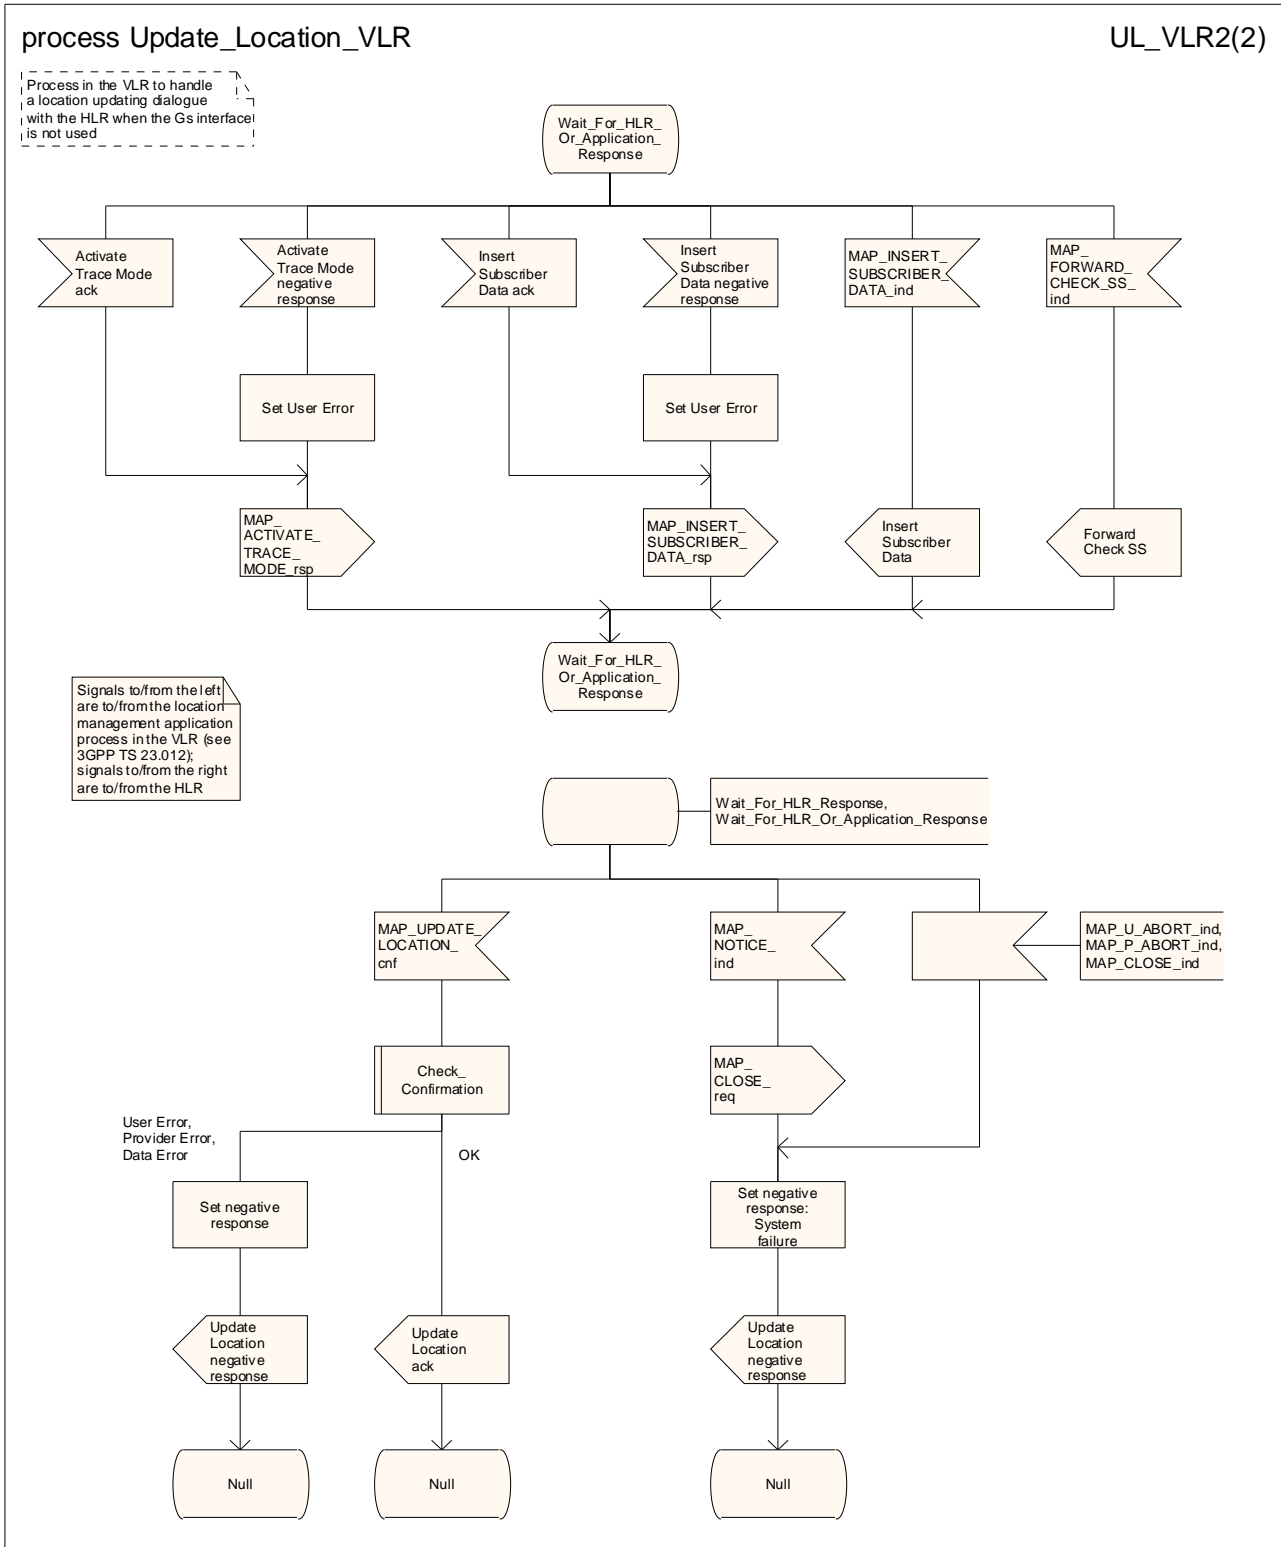 process Update_Location_VLR
UL_VLR2(2)
Process in the VLR to handle
a location updating dialogue
with the HLR when the Gs interface
is not used
Wait_For_HLR_
Or_Application_
Response
Activate
Trace Mode
ack
Activate
Trace Mode
negative
response
Insert
Subscriber
Data ack
Insert
Subscriber
Data negative
response
MAP_INSERT_
SUBSCRIBER_
DATA_ind
MAP_
FORWARD_
CHECK_SS_
ind
Set User Error
Set User Error
MAP_
ACTIVATE_
TRACE_
MODE_rsp
MAP_INSERT_
SUBSCRIBER_
DATA_rsp
Insert
Subscriber
Data
Forward
Check SS
Wait_For_HLR_
Or_Application_
Response
Signals to/from the left
are to/from the location
management application
process in the VLR (see
3GPP TS 23.012);
signals to/from the right
are to/from the HLR
Wait_For_HLR_Response,
Wait_For_HLR_Or_Application_Response
MAP_UPDATE_
LOCATION_
cnf
MAP_
NOTICE_
ind
MAP_U_ABORT_ind,
MAP_P_ABORT_ind,
MAP_CLOSE_ind
Check_
Confirmation
MAP_
CLOSE_
req
User Error,
Provider Error,
Data Error
OK
Set negative
response
Set negative
response:
System
failure
Update
Location
negative
response
Update
Location
ack
Update
Location
negative
response
Null
Null
Null